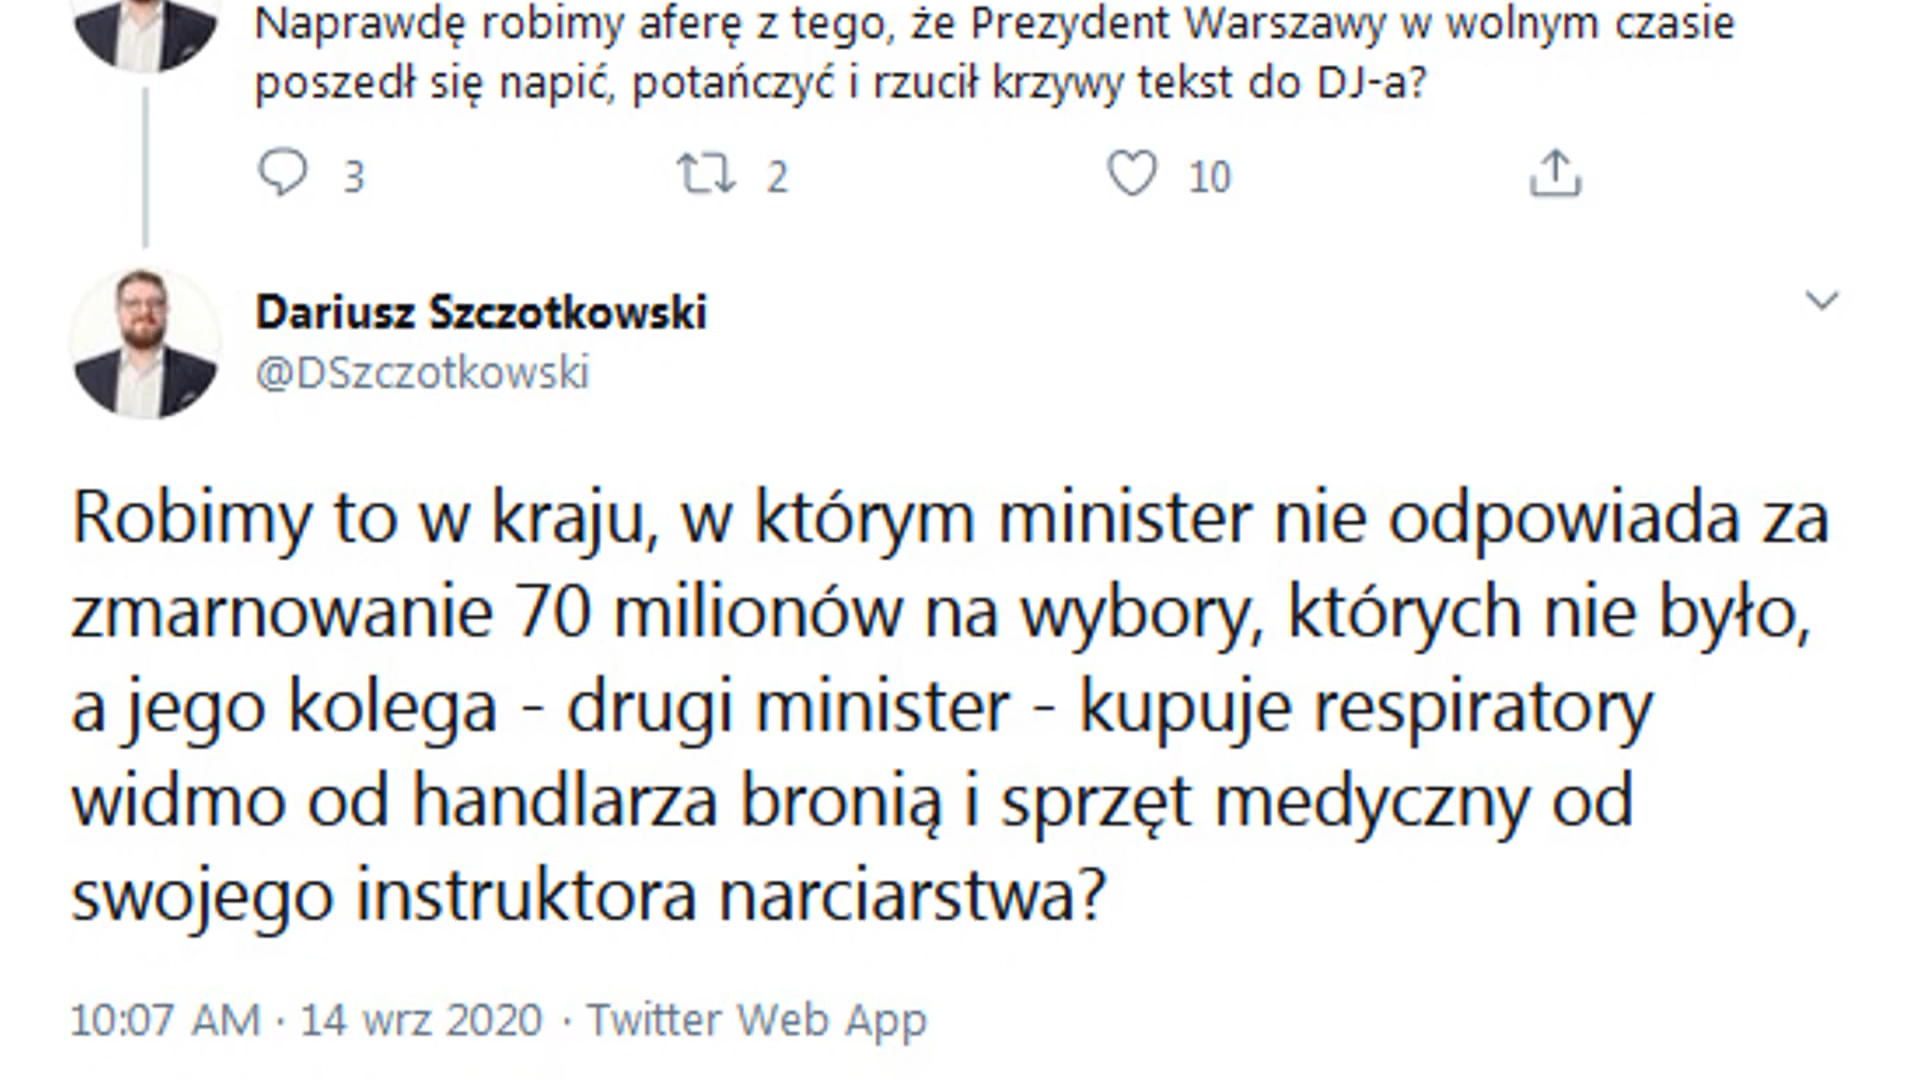 Naprawdę robimy aferę z tego, że Prezydent Warszawy w wolnym czasie
poszedł się napić, potańczyć i rzucił krzywy tekst do DJ-a?
3 2 10
Dariusz Szczotkowski
@DSzczotkowski
Robimy to w kraju, w którym minister nie odpowiada za
zmarnowanie 70 milionów na wybory, których nie było,
a jego kolega - drugi minister - kupuje respiratory
widmo od handlarza bronią i sprzęt medyczny od
swojego instruktora narciarstwa?
10:07 AM · 14 wrz 2020 · Twitter Web App